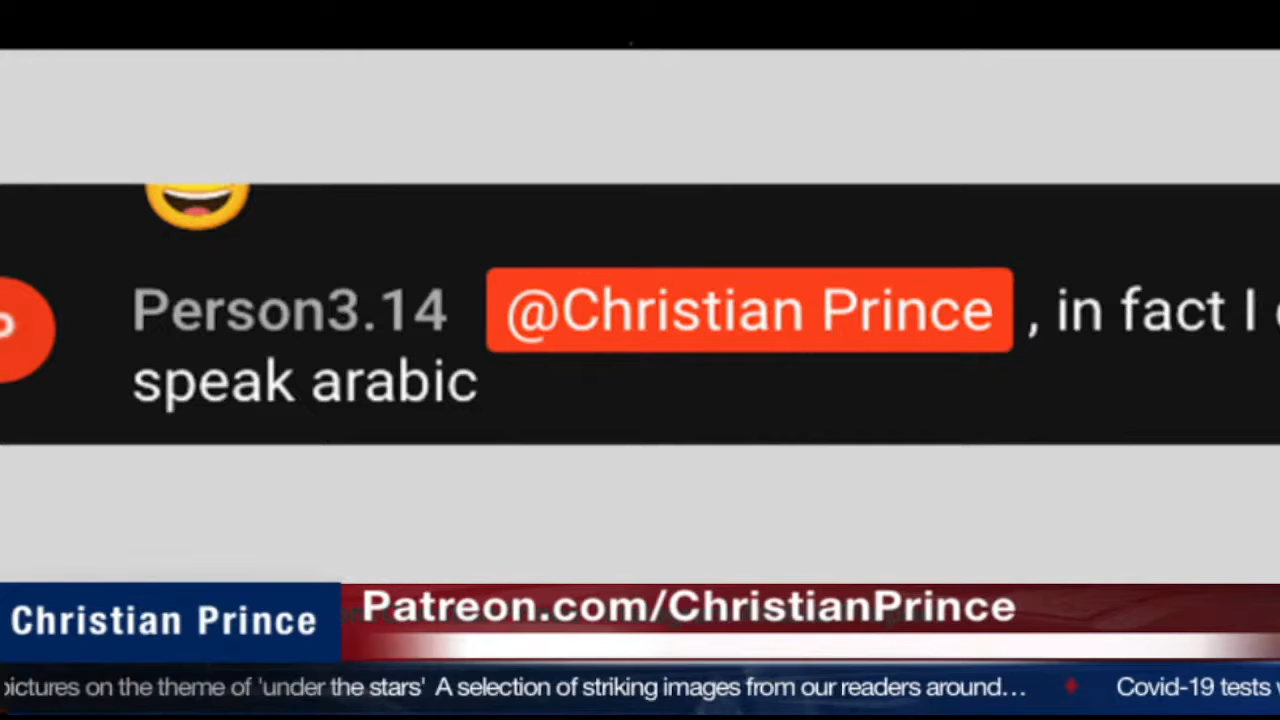 Person3.14 @Christian Prince , in fact I
speak arabic
Patreon.com/ChristianPrince
Christian Prince
pictures on the theme of 'under the stars' A selection of striking images from our readers around... Covid-19 tests